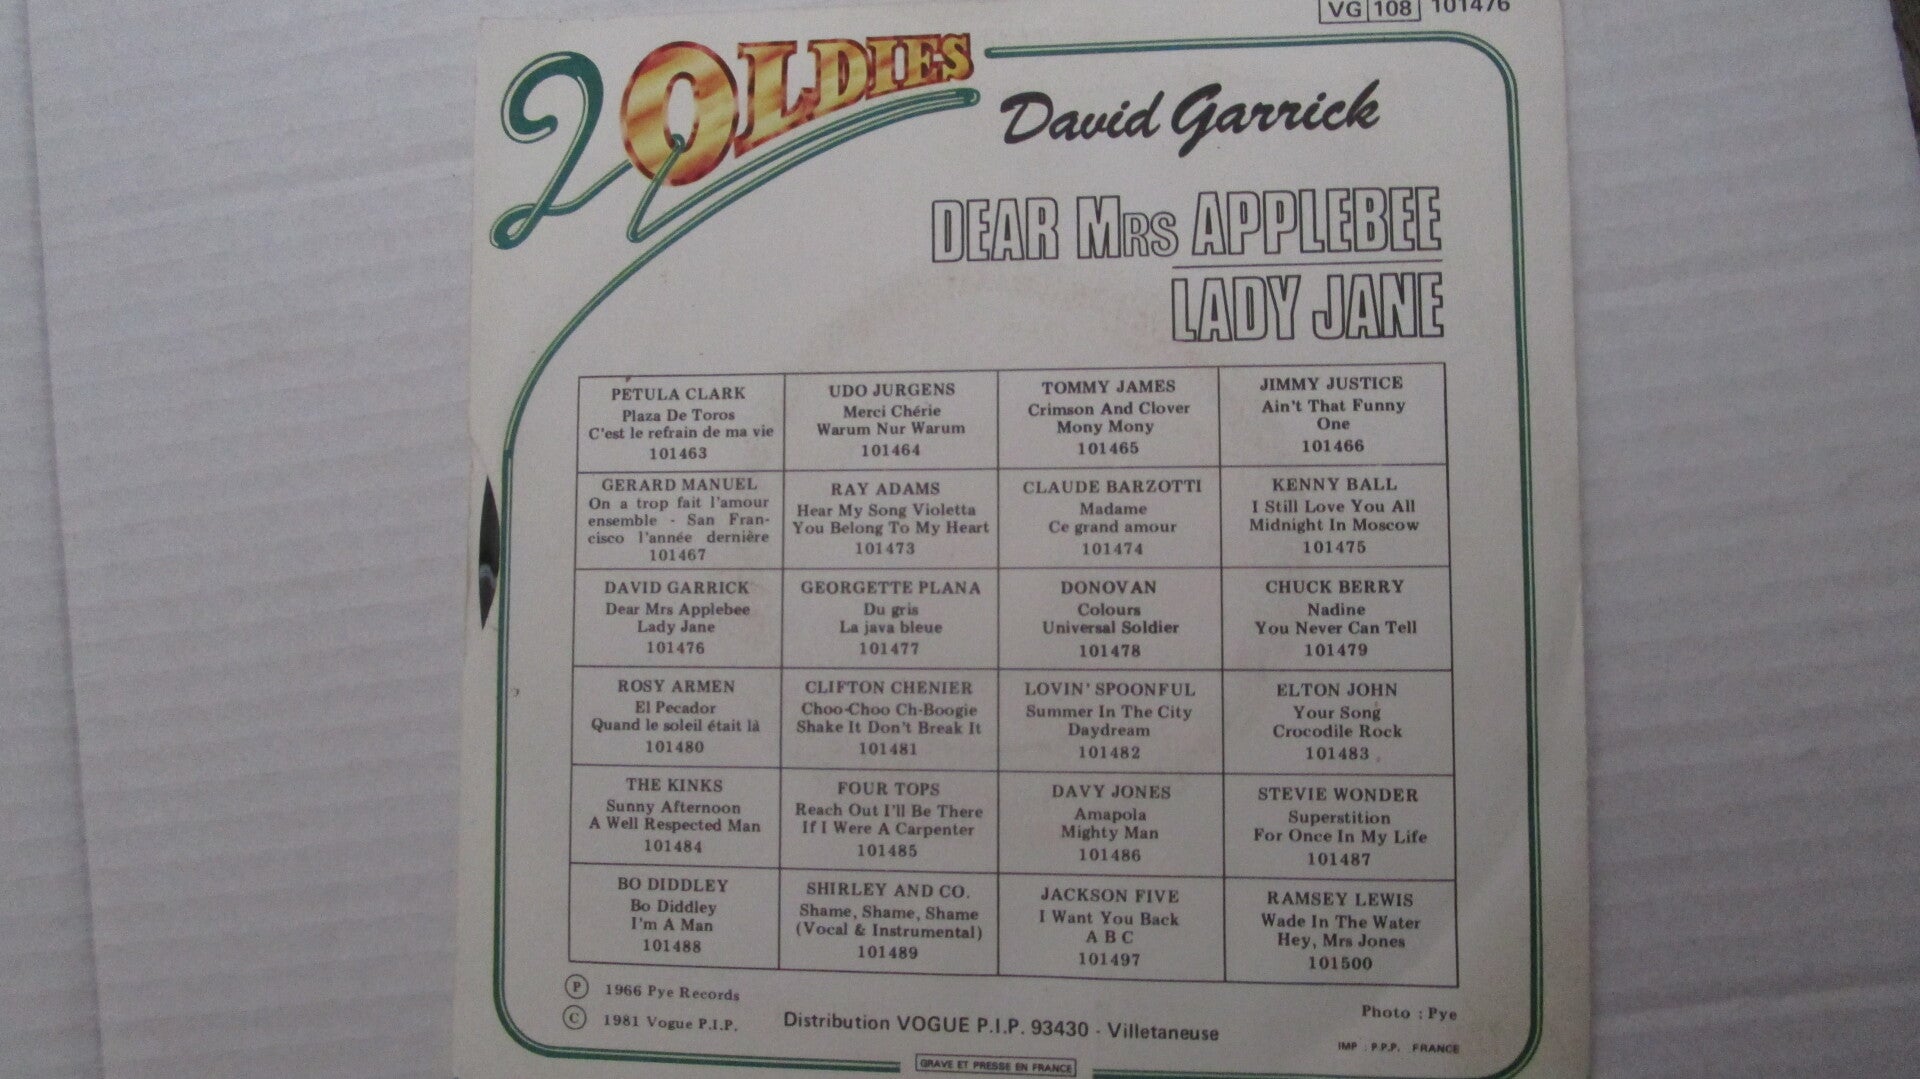 VG 108 101476
2 OLDIES
David Garrick
DEAR MRS APPLEBEE
LADY JANE
PETULA CLARK
Plaza De Toros
C'est le refrain de ma vie
101463
UDO JURGENS
Merci Chérie
Warum Nur Warum
101464
TOMMY JAMES
Crimson And Clover
Mony Mony
101465
JIMMY JUSTICE
Ain't That Funny
One
101466
GERARD MANUEL
On a trop fait l'amour
ensemble - San Fran-
cisco l'année dernière
101467
RAY ADAMS
Hear My Song Violetta
You Belong To My Heart
101473
CLAUDE BARZOTTI
Madame
Ce grand amour
101474
KENNY BALL
I Still Love You All
Midnight In Moscow
101475
DAVID GARRICK
Dear Mrs Applebee
Lady Jane
101476
GEORGETTE PLANA
Du gris
La java bleue
101477
DONOVAN
Colours
Universal Soldier
101478
CHUCK BERRY
Nadine
You Never Can Tell
101479
ROSY ARMEN
El Pecador
Quand le soleil était là
101480
CLIFTON CHENIER
Choo-Choo Ch-Boogie
Shake It Don't Break It
101481
LOVIN' SPOONFUL
Summer In The City
Daydream
101482
ELTON JOHN
Your Song
Crocodile Rock
101483
THE KINKS
Sunny Afternoon
A Well Respected Man
101484
FOUR TOPS
Reach Out I'll Be There
If I Were A Carpenter
101485
DAVY JONES
Amapola
Mighty Man
101486
STEVIE WONDER
Superstition
For Once In My Life
101487
BO DIDDLEY
Bo Diddley
I'm A Man
101488
SHIRLEY AND CO.
Shame, Shame, Shame
(Vocal & Instrumental)
101489
JACKSON FIVE
I Want You Back
A B C
101497
RAMSEY LEWIS
Wade In The Water
Hey, Mrs Jones
101500
Ⓟ 1966 Pye Records
© 1981 Vogue P.I.P.
Distribution VOGUE P.I.P. 93430 - Villetaneuse
Photo : Pye
IMP : P.P.P. FRANCE
GRAVE ET PRESSE EN FRANCE